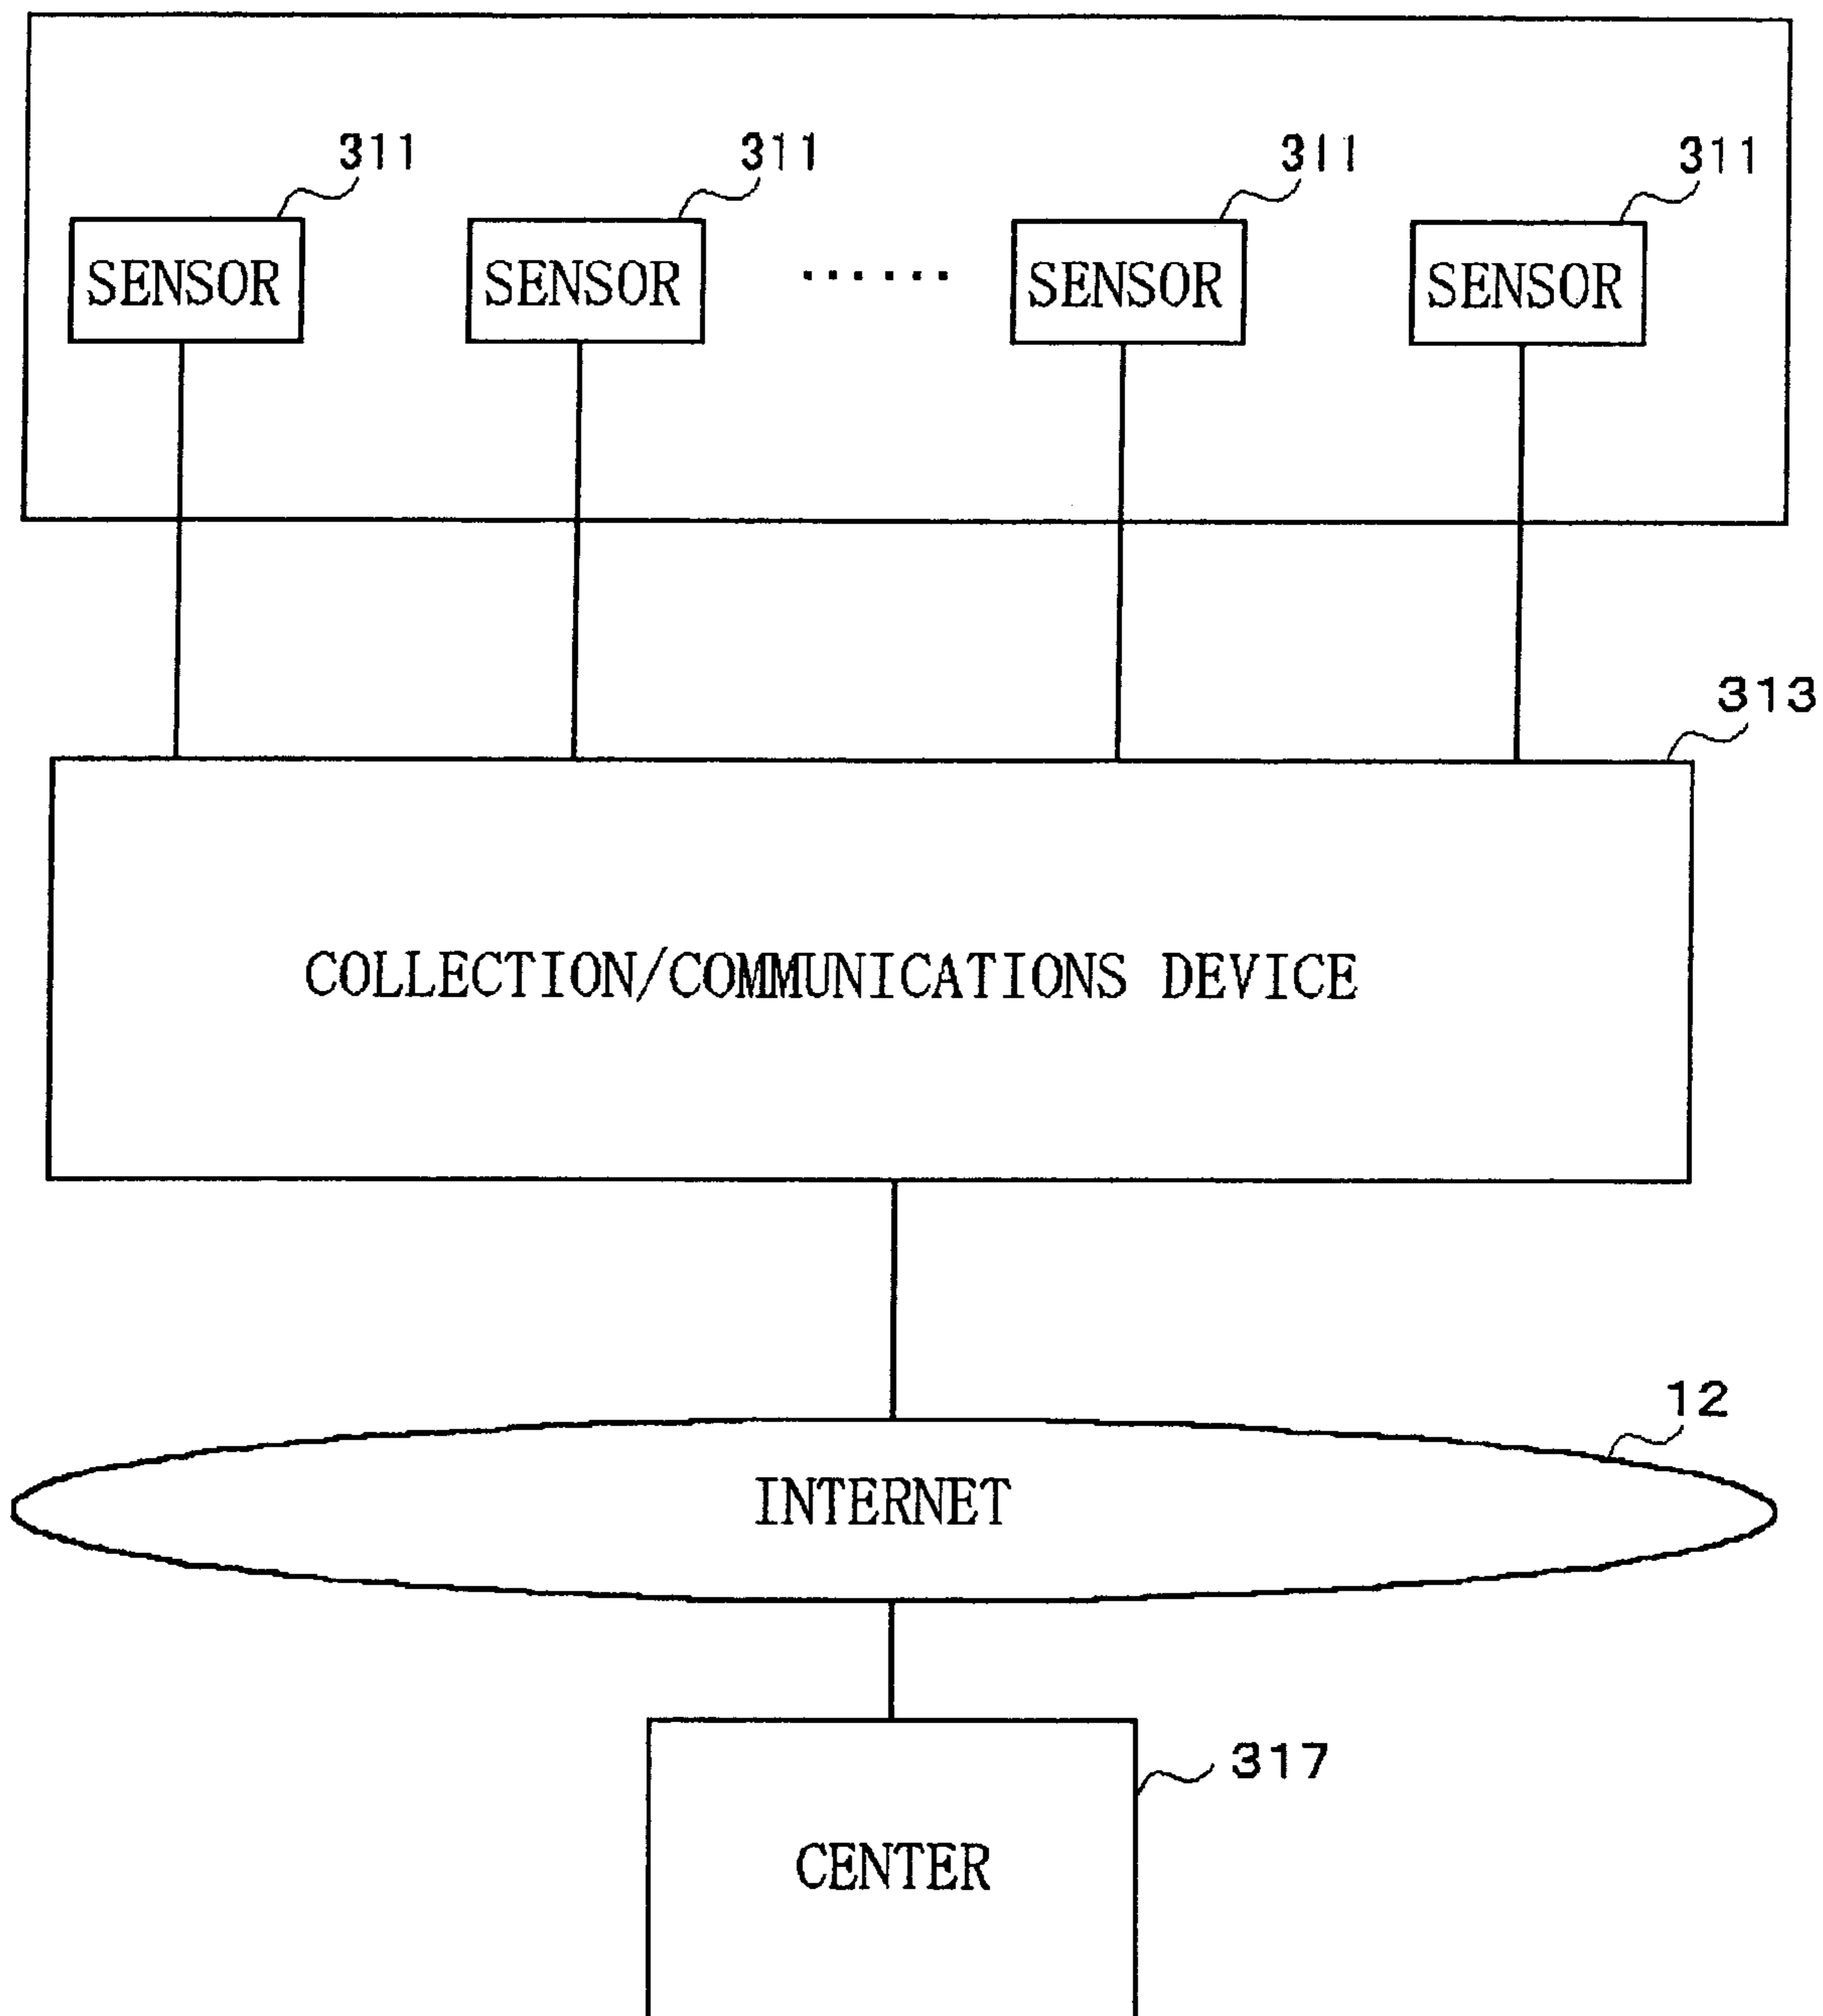 311 311 311 311
SENSOR SENSOR ...... SENSOR SENSOR
313
COLLECTION/COMMUNICATIONS DEVICE
12
INTERNET
317
CENTER